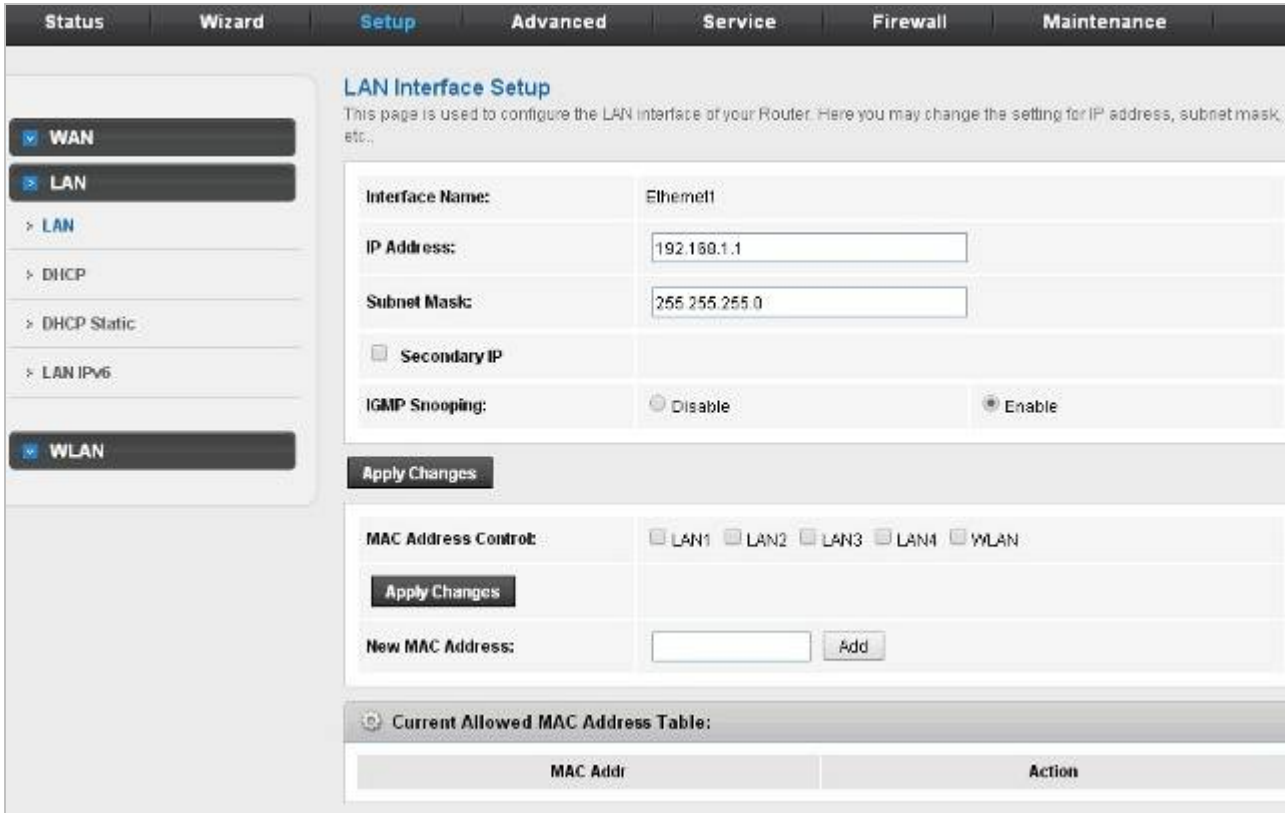 Status Wizard Setup Advanced Service Firewall Maintenance
WAN
LAN
> LAN
> DHCP
> DHCP Static
> LAN IPv6
WLAN
LAN Interface Setup
This page is used to configure the LAN interface of your Router. Here you may change the setting for IP address, subnet mask,
etc..
Interface Name: Ethernet1
IP Address: 192.168.1.1
Subnet Mask: 255.255.255.0
Secondary IP
IGMP Snooping: Disable Enable
Apply Changes
MAC Address Control: LAN1 LAN2 LAN3 LAN4 WLAN
Apply Changes
New MAC Address: Add
Current Allowed MAC Address Table:
MAC Addr Action